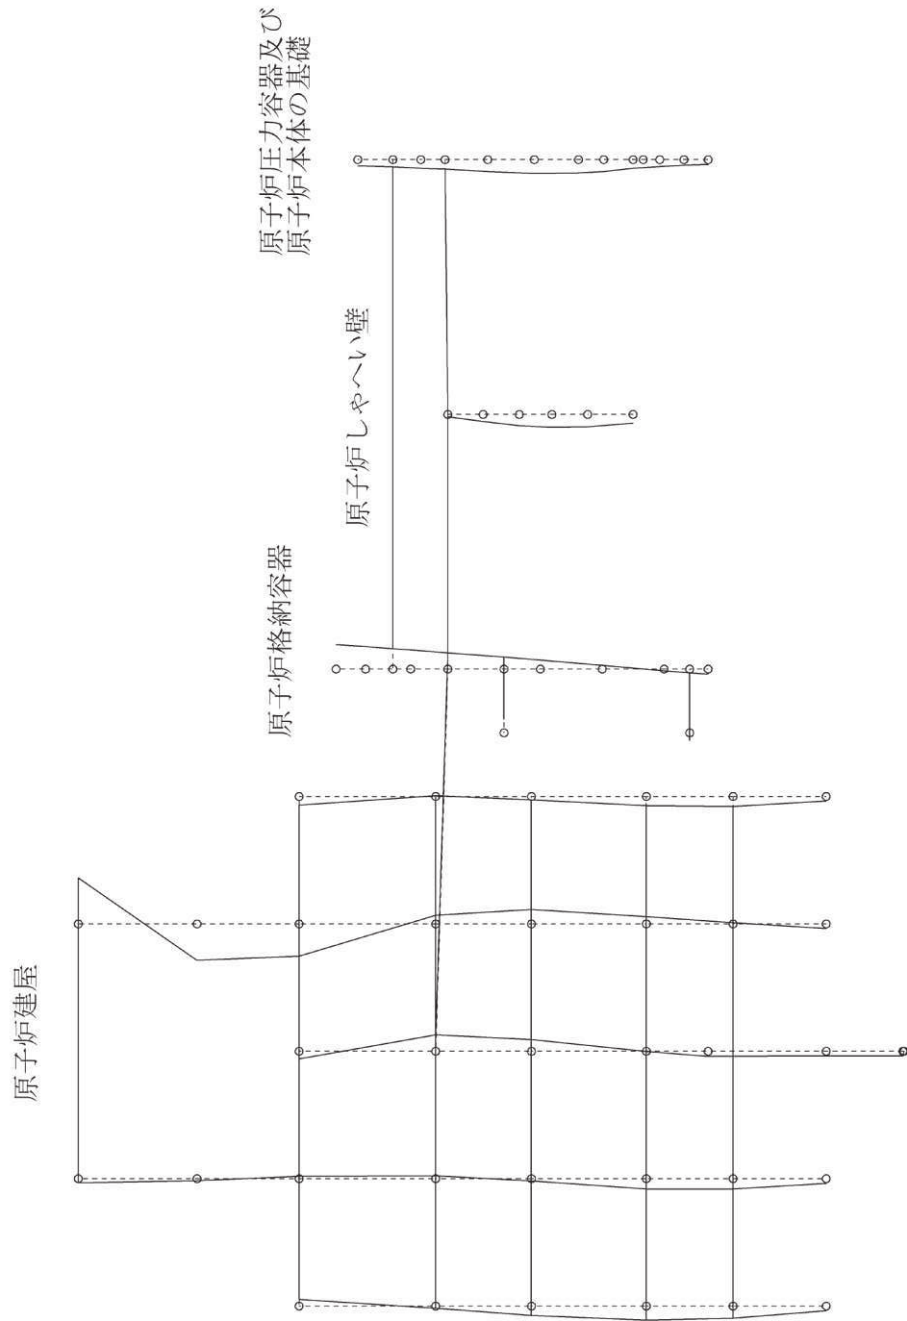 原子炉建屋
原子炉格納容器
原子炉しゃへい壁
原子炉圧力容器及び
原子炉本体の基礎